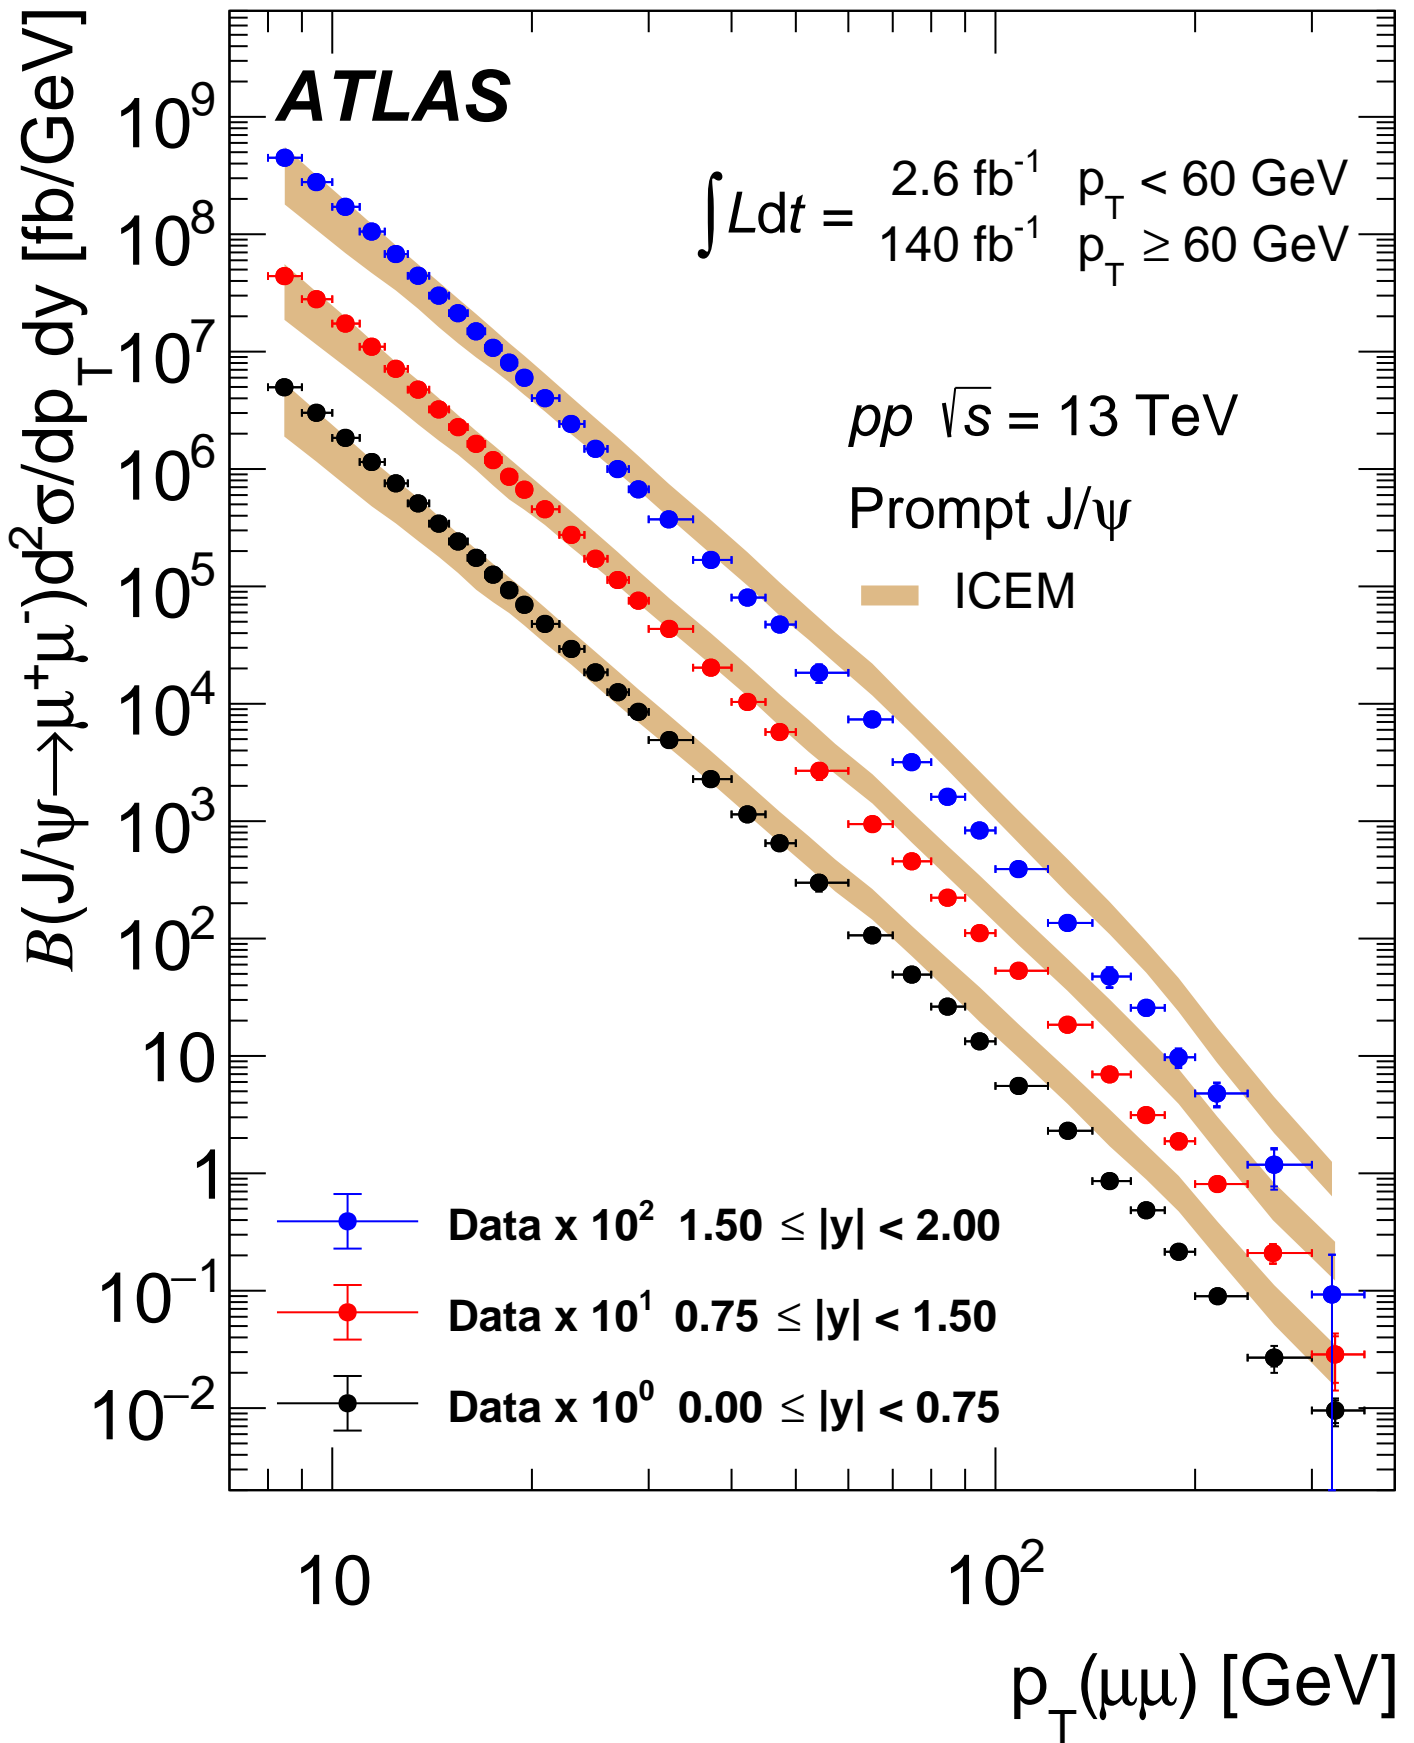 B(J/ψ→μ⁺μ⁻)d²σ/dp_T dy [fb/GeV]
10⁹
10⁸
10⁷
10⁶
10⁵
10⁴
10³
10²
10
1
10⁻¹
10⁻²
ATLAS
∫Ldt = 2.6 fb⁻¹ p_T < 60 GeV
140 fb⁻¹ p_T ≥ 60 GeV
pp √s = 13 TeV
Prompt J/ψ
ICEM
Data x 10² 1.50 ≤ |y| < 2.00
Data x 10¹ 0.75 ≤ |y| < 1.50
Data x 10⁰ 0.00 ≤ |y| < 0.75
10 10²
p_T(μμ) [GeV]